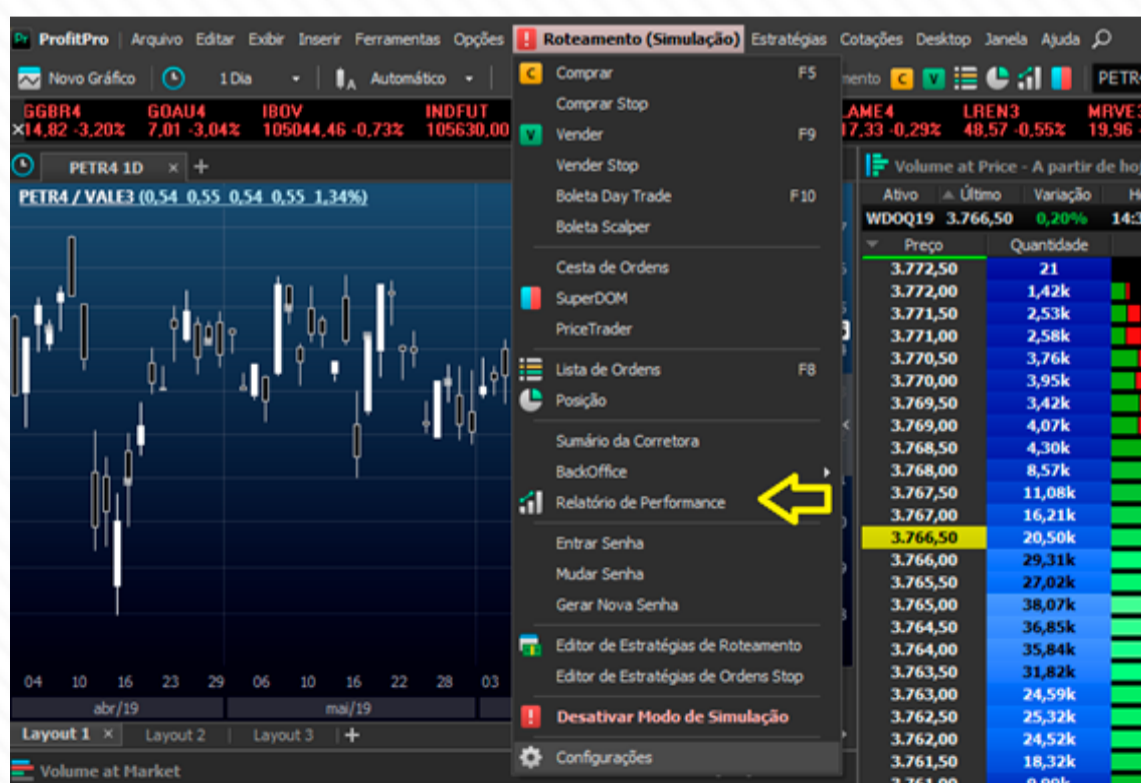 Pr ProfitPro | Arquivo Editar Exibir Inserir Ferramentas Opções ! Roteamento (Simulação) Estratégias Cotações Desktop Janela Ajuda
Novo Gráfico 1 Dia A Automático C V PETR
GGBR4 GOAU4 IBOV INDFUT LREN3
14,82 -3,20% 7,01 -3,04% 105044,46 -0,73% 105630,00 -0,29% 48,57 -0,55% 19,96
PETR4 1D × +
PETR4 / VALE3 (0,54 0,55 0,54 0,55 1,34%)
04 10 16 23 29 06 10 16 22 28 03
abr/19 mai/19
Layout 1 × Layout 2 | Layout 3 | +
Volume at Market
C Comprar F5
Comprar Stop
V Vender F9
Vender Stop
Boleta Day Trade F10
Boleta Scalper
Cesta de Ordens
SuperDOM
PriceTrader
Lista de Ordens F8
Posição
Sumário da Corretora
BackOffice
Relatório de Performance
Entrar Senha
Mudar Senha
Gerar Nova Senha
Editor de Estratégias de Roteamento
Editor de Estratégias de Ordens Stop
! Desativar Modo de Simulação
Configurações
Volume at Price - A partir de hoj
Ativo Último Variação
WDOQ19 3.766,50 0,20% 14:3
Preço Quantidade
3.772,50 21
3.772,00 1,42k
3.771,50 2,53k
3.771,00 2,58k
3.770,50 3,76k
3.770,00 3,95k
3.769,50 3,42k
3.769,00 4,07k
3.768,50 4,30k
3.768,00 8,57k
3.767,50 11,08k
3.767,00 16,21k
3.766,50 20,50k
3.766,00 29,31k
3.765,50 27,02k
3.765,00 38,07k
3.764,50 36,85k
3.764,00 35,84k
3.763,50 31,82k
3.763,00 24,59k
3.762,50 25,32k
3.762,00 24,52k
3.761,50 18,32k